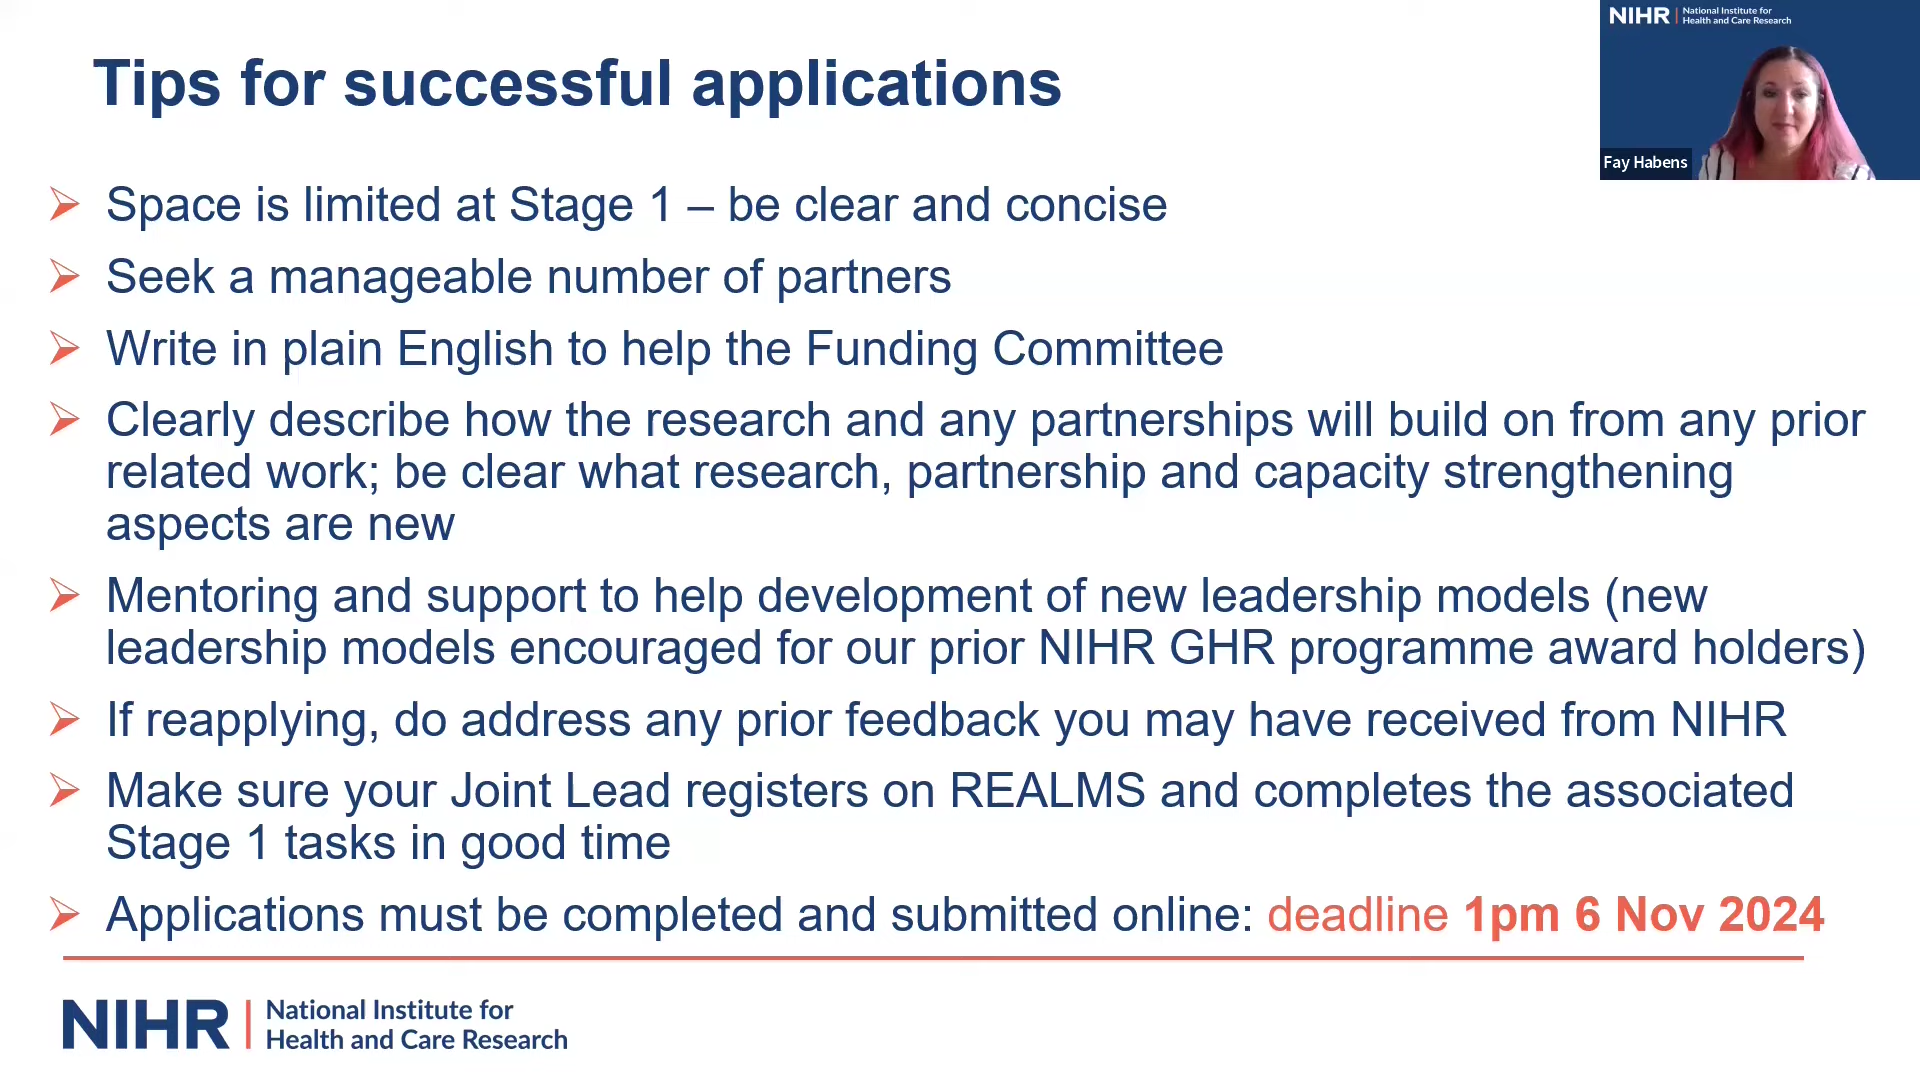 Tips for successful applications
NIHR | National Institute for
Health and Care Research
Fay Habens
Space is limited at Stage 1 – be clear and concise
Seek a manageable number of partners
Write in plain English to help the Funding Committee
Clearly describe how the research and any partnerships will build on from any prior
related work; be clear what research, partnership and capacity strengthening
aspects are new
Mentoring and support to help development of new leadership models (new
leadership models encouraged for our prior NIHR GHR programme award holders)
If reapplying, do address any prior feedback you may have received from NIHR
Make sure your Joint Lead registers on REALMS and completes the associated
Stage 1 tasks in good time
Applications must be completed and submitted online: deadline 1pm 6 Nov 2024
NIHR | National Institute for
Health and Care Research